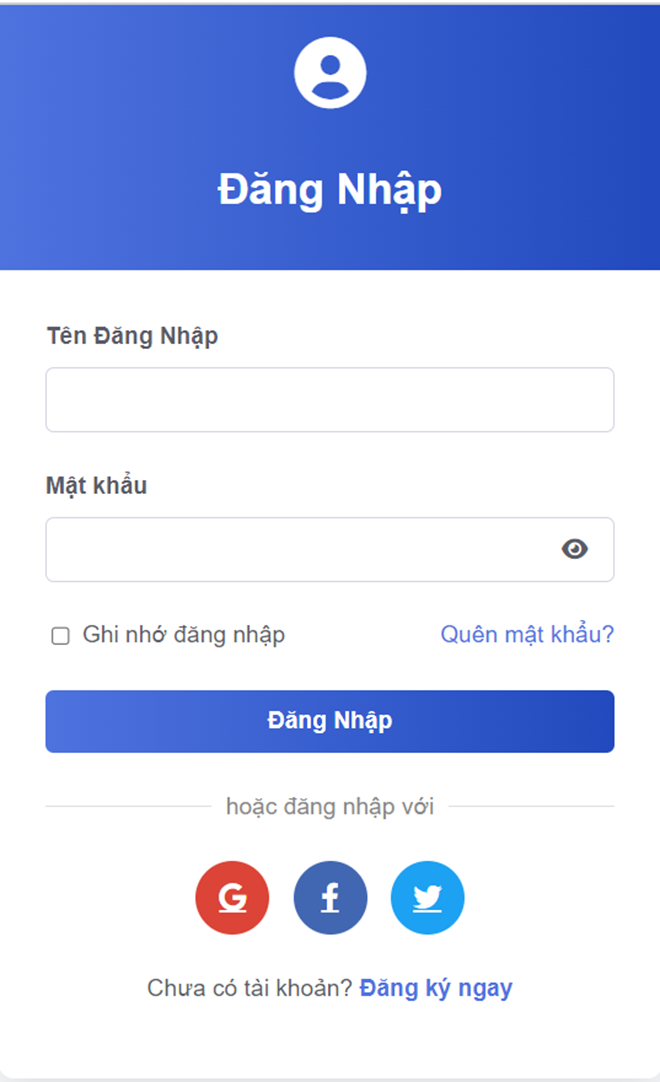 Đăng Nhập
Tên Đăng Nhập
Mật khẩu
Ghi nhớ đăng nhập
Quên mật khẩu?
Đăng Nhập
hoặc đăng nhập với
Chưa có tài khoản? Đăng ký ngay